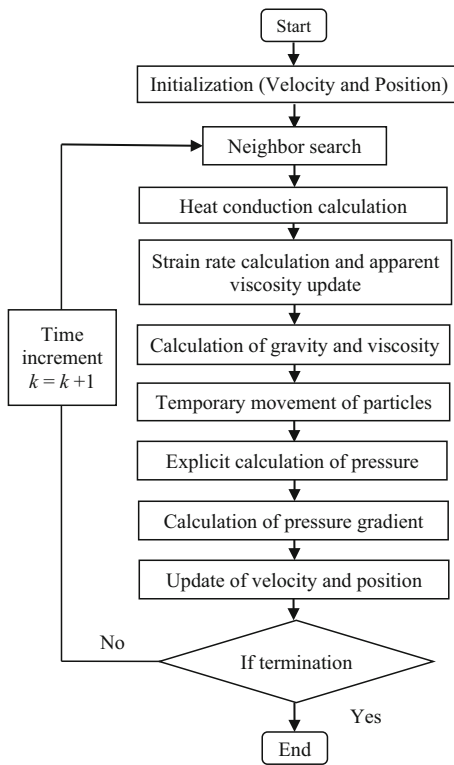 Start
Initialization (Velocity and Position)
Neighbor search
Heat conduction calculation
Strain rate calculation and apparent
viscosity update
Time
increment
k = k +1
Calculation of gravity and viscosity
Temporary movement of particles
Explicit calculation of pressure
Calculation of pressure gradient
Update of velocity and position
No
If termination
Yes
End